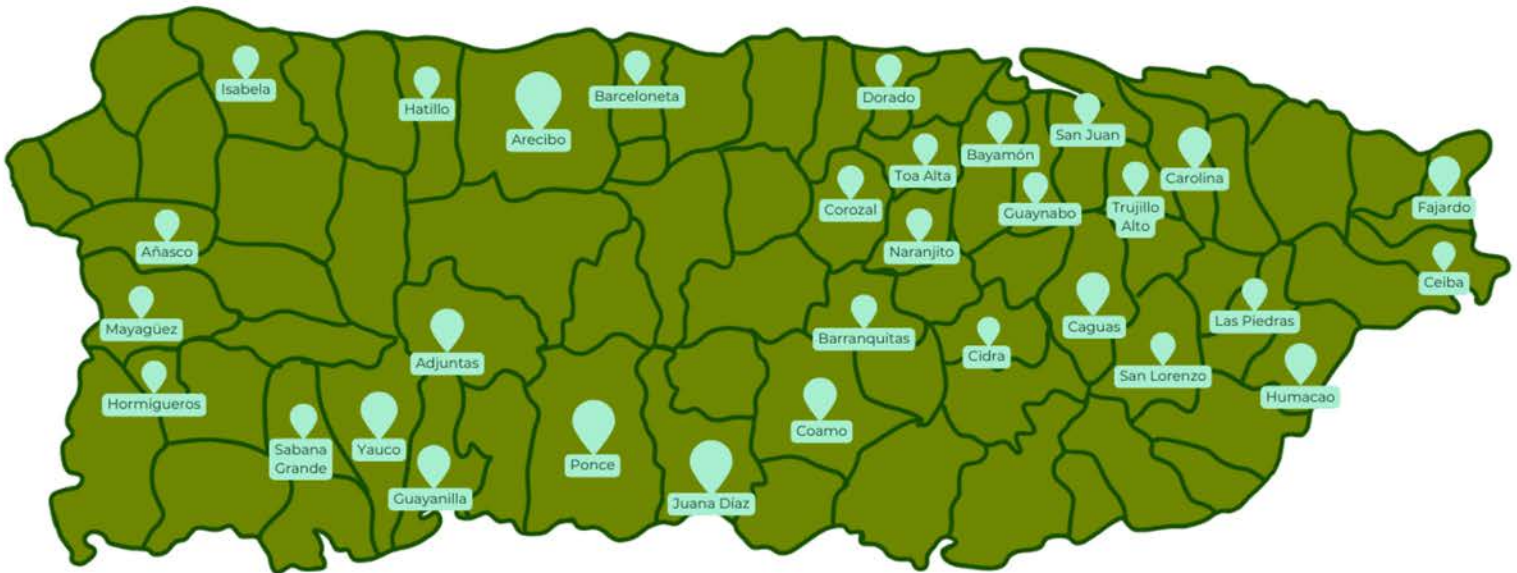 Isabela
Hatillo
Arecibo
Barceloneta
Dorado
San Juan
Bayamón
Toa Alta
Carolina
Corozal
Guaynabo
Trujillo
Alto
Fajardo
Naranjito
Añasco
Ceiba
Mayagüez
Las Piedras
Caguas
Barranquitas
Cidra
Adjuntas
San Lorenzo
Humacao
Hormigueros
Coamo
Sabana
Grande
Yauco
Ponce
Guayanilla
Juana Díaz